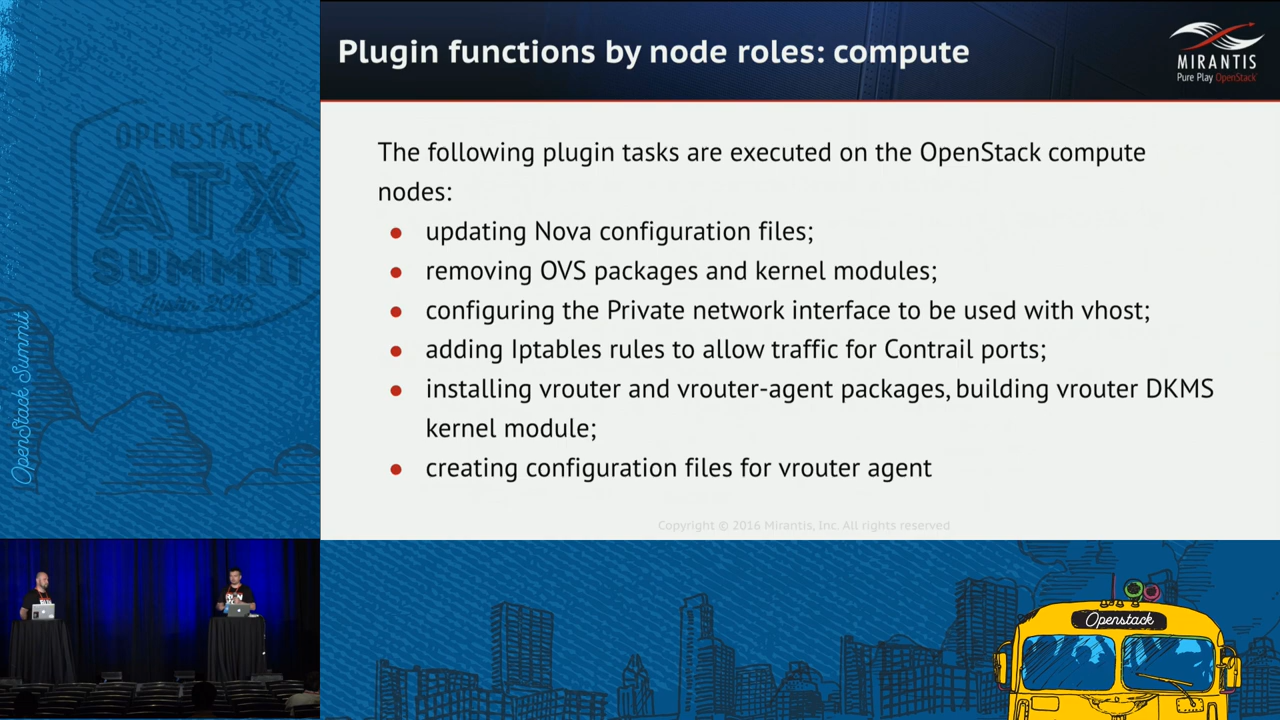 Plugin functions by node roles: compute
MIRANTIS
Pure Play OpenStack
The following plugin tasks are executed on the OpenStack compute
nodes:
updating Nova configuration files;
removing OVS packages and kernel modules;
configuring the Private network interface to be used with vhost;
adding Iptables rules to allow traffic for Contrail ports;
installing vrouter and vrouter-agent packages, building vrouter DKMS
kernel module;
creating configuration files for vrouter agent
Copyright © 2016 Mirantis, Inc. All rights reserved
OPENSTACK
ATX
SUMMIT
Austin 2016
OpenStack Summit
Openstack